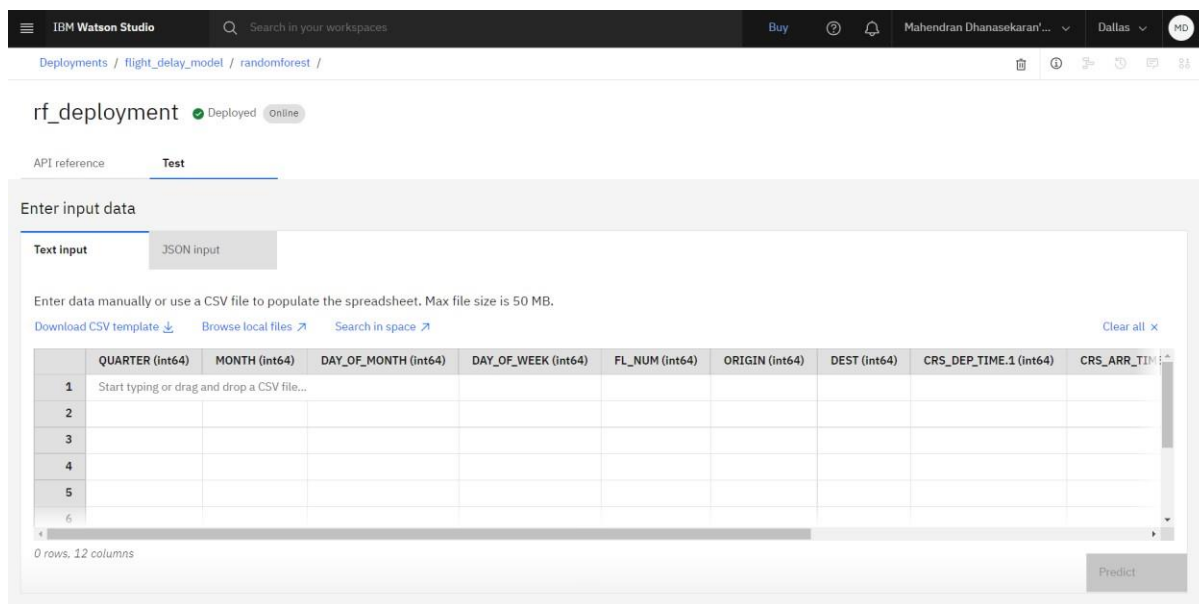 IBM Watson Studio Search in your workspaces Buy Mahendran Dhanasekaran'... Dallas MD
Deployments / flight_delay_model / randomforest /
rf_deployment Deployed Online
API reference Test
Enter input data
Text input JSON input
Enter data manually or use a CSV file to populate the spreadsheet. Max file size is 50 MB.
Download CSV template Browse local files Search in space Clear all ×
QUARTER (int64) MONTH (int64) DAY_OF_MONTH (int64) DAY_OF_WEEK (int64) FL_NUM (int64) ORIGIN (int64) DEST (int64) CRS_DEP_TIME.1 (int64) CRS_ARR_TIM
1 Start typing or drag and drop a CSV file...
2
3
4
5
6
0 rows, 12 columns
Predict